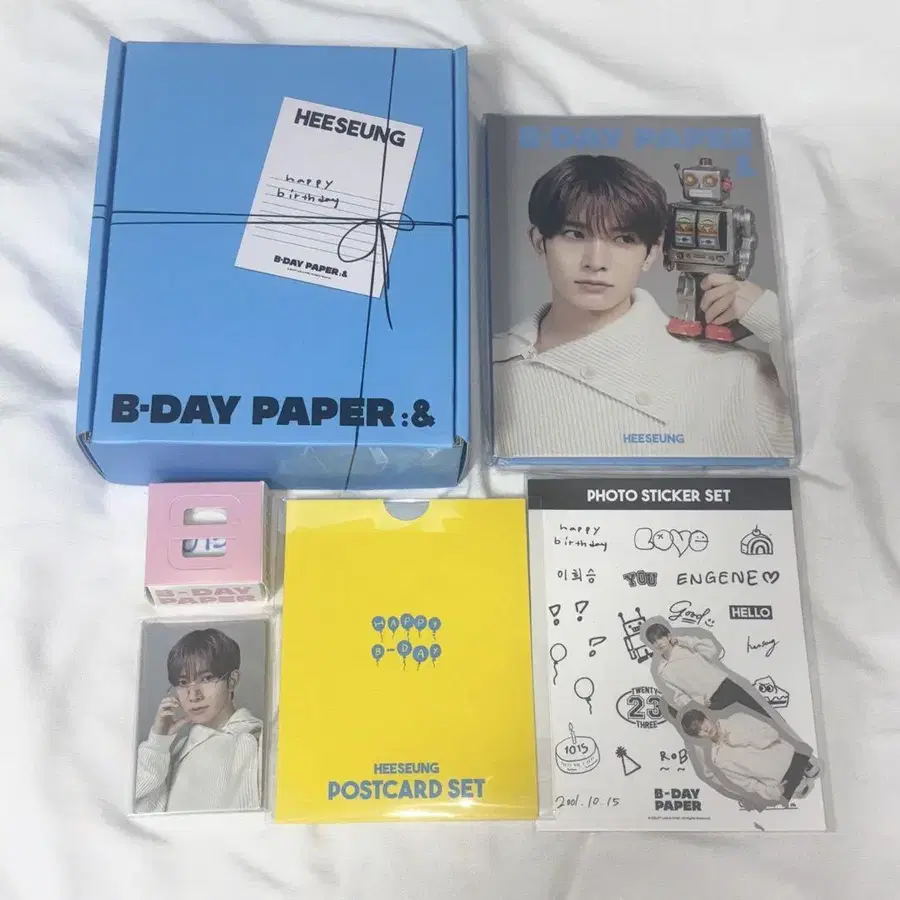 HEESEUNG
happy
birthday
B-DAY PAPER:&
B-DAY PAPER:&
B-DAY PAPER
&
HEESEUNG
B-DAY
PAPER
HAPPY
B-DAY
HEESEUNG
POSTCARD SET
PHOTO STICKER SET
happy
birthday
LOVE
이희승
YOU
ENGENE
Good
HELLO
heeseung
TWENTY
23
THREE
1015
ROB
2001.10.15
B-DAY
PAPER